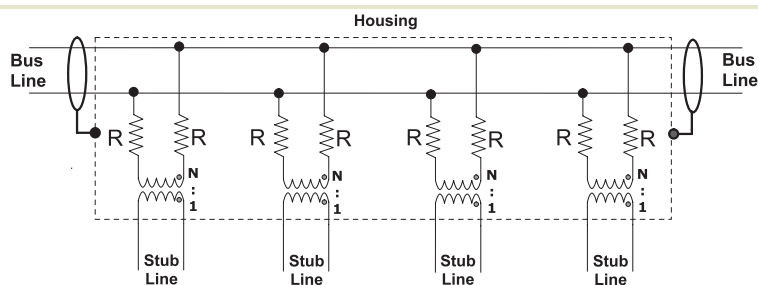 Housing
Bus
Line
Bus
Line
R R R R R R R R
N N N N
: : : :
1 1 1 1
Stub Stub Stub Stub
Line Line Line Line